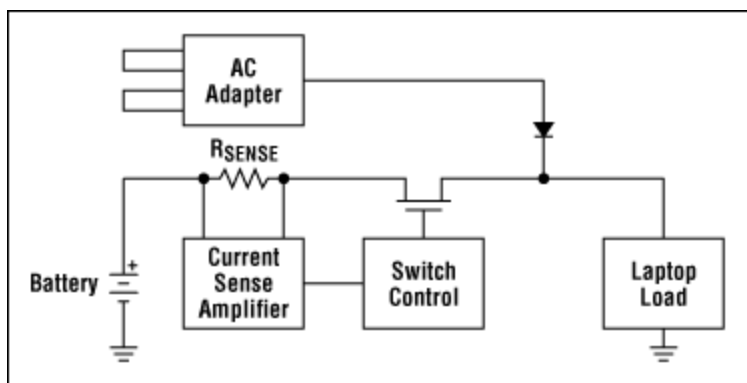 AC
Adapter
RSENSE
+
Battery
Current
Sense
Amplifier
Switch
Control
Laptop
Load